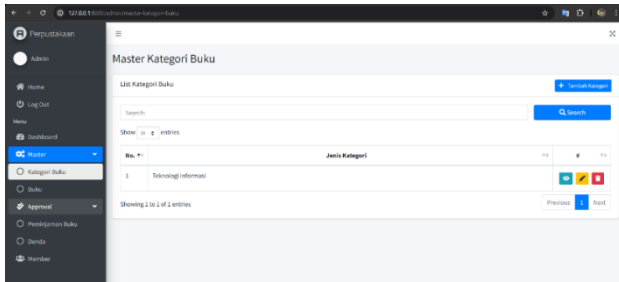 127.0.0.1:8000/admin/master-kategori-buku
Perpustakaan
Admin
Home
Log Out
Menu
Dashboard
Master
Kategori Buku
Buku
Approval
Peminjaman Buku
Denda
Member
Master Kategori Buku
List Kategori Buku
+ Tambah Kategori
Search
Search
Show 10 entries
No. Jenis Kategori #
1 Teknologi Informasi
Showing 1 to 1 of 1 entries
Previous 1 Next